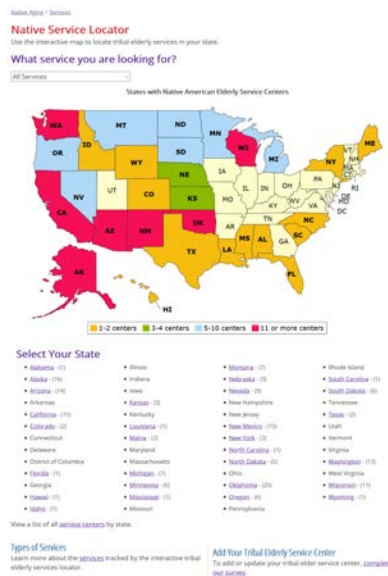 Native Aging > Services
Native Service Locator
Use the interactive map to locate tribal elderly services in your state.
What service you are looking for?
All Services
States with Native American Elderly Service Centers
WA
MT
ND
MN
ME
OR
ID
SD
WI
MI
NY
VT
NH
WY
NE
IA
PA
RI
NV
UT
CO
KS
IL
IN
OH
WV
VA
DC
CA
MO
KY
AZ
NM
OK
AR
TN
NC
SC
TX
LA
MS
AL
GA
FL
AK
HI
1-2 centers
3-4 centers
5-10 centers
11 or more centers
Select Your State
Alabama - (1)
Alaska - (16)
Arizona - (14)
Arkansas
California - (15)
Colorado - (2)
Connecticut
Delaware
District of Columbia
Florida - (1)
Georgia
Hawaii - (1)
Idaho - (1)
Illinois
Indiana
Iowa
Kansas - (3)
Kentucky
Louisiana - (1)
Maine - (2)
Maryland
Massachusetts
Michigan - (7)
Minnesota - (6)
Mississippi - (1)
Missouri
Montana - (7)
Nebraska - (3)
Nevada - (9)
New Hampshire
New Jersey
New Mexico - (15)
New York - (2)
North Carolina - (1)
North Dakota - (5)
Ohio
Oklahoma - (25)
Oregon - (6)
Pennsylvania
Rhode Island
South Carolina - (1)
South Dakota - (6)
Tennessee
Texas - (2)
Utah
Vermont
Virginia
Washington - (13)
West Virginia
Wisconsin - (11)
Wyoming - (1)
View a list of all service centers by state.
Types of Services
Learn more about the services tracked by the interactive tribal
elderly services locator.
Add Your Tribal Elderly Service Center
To add or update your tribal elder service center, complete
our survey.